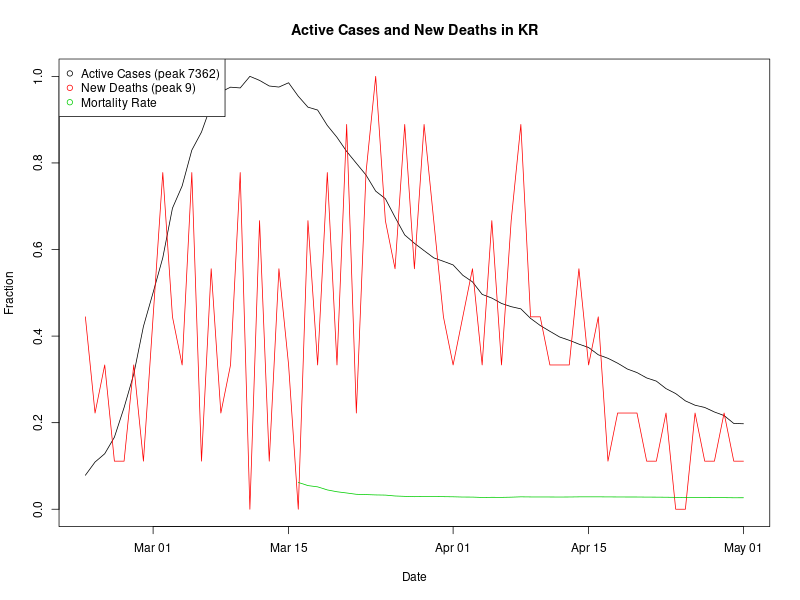 Active Cases and New Deaths in KR
Active Cases (peak 7362)
New Deaths (peak 9)
Mortality Rate
1.0
0.8
0.6
0.4
0.2
0.0
Fraction
Mar 01
Mar 15
Apr 01
Apr 15
May 01
Date